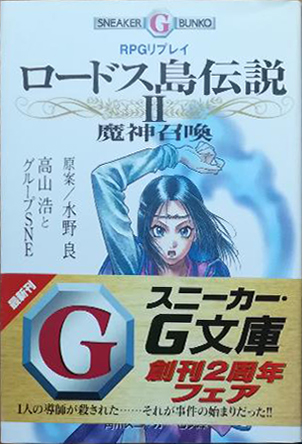 SNEAKER G BUNKO
RPGリプレイ
ロードス島伝説
II
魔神召喚
原案/水野 良
高山 浩と
グループSNE
最新刊
G
スニーカー・
G文庫
創刊2周年
フェア
1人の導師が殺された……それが事件の始まりだった!!